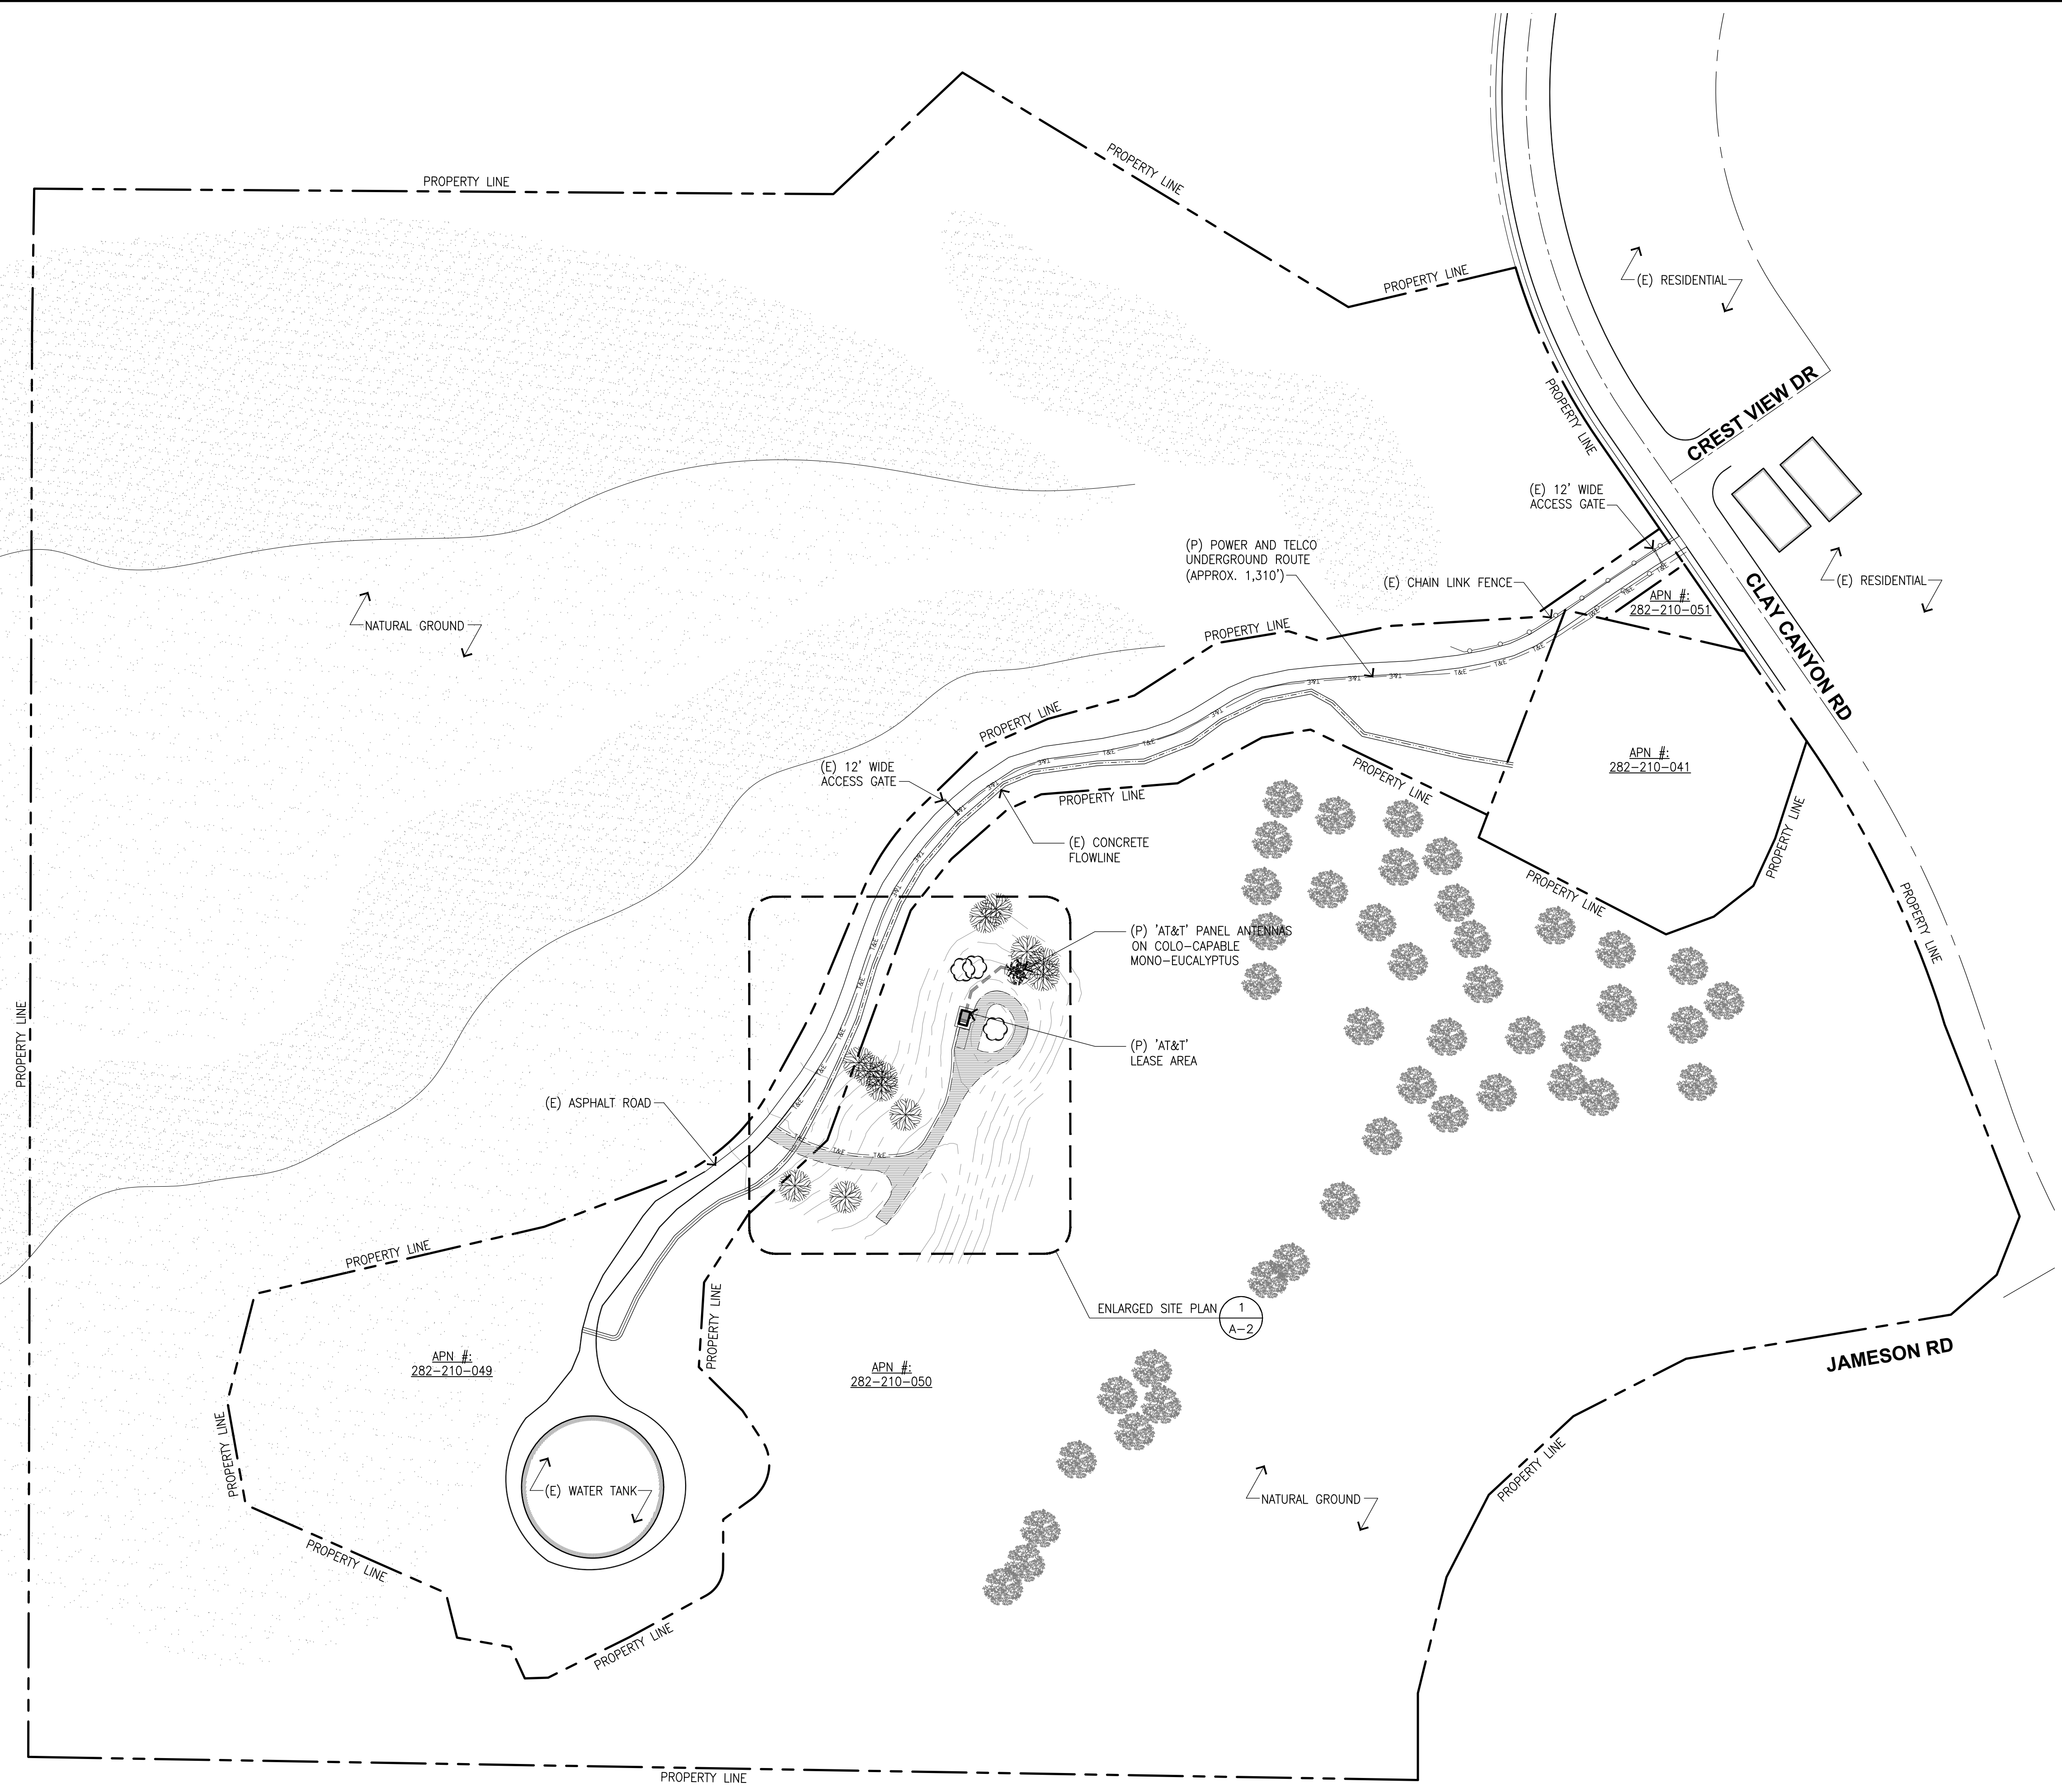 PROPERTY LINE
PROPERTY LINE
PROPERTY LINE
(E) RESIDENTIAL
PROPERTY LINE
CREST VIEW DR
(E) 12' WIDE
ACCESS GATE
(P) POWER AND TELCO
UNDERGROUND ROUTE
(APPROX. 1,310')
(E) CHAIN LINK FENCE
(E) RESIDENTIAL
APN #:
282-210-051
CLAY CANYON RD
NATURAL GROUND
PROPERTY LINE
T&E
T&E
T&E
T&E
T&E
T&E
T&E
T&E
T&E
T&E
PROPERTY LINE
T&E
T&E
T&E
T&E
APN #:
282-210-041
(E) 12' WIDE
ACCESS GATE
PROPERTY LINE
T&E
T&E
PROPERTY LINE
PROPERTY LINE
(E) CONCRETE
FLOWLINE
T&E
T&E
PROPERTY LINE
PROPERTY LINE
(P) 'AT&T' PANEL ANTENNAS
ON COLO-CAPABLE
MONO-EUCALYPTUS
T&E
T&E
T&E
T&E
PROPERTY LINE
(P) 'AT&T'
LEASE AREA
(E) ASPHALT ROAD
T&E
T&E
T&E
T&E
PROPERTY LINE
ENLARGED SITE PLAN
1
A-2
PROPERTY LINE
JAMESON RD
APN #:
282-210-049
APN #:
282-210-050
PROPERTY LINE
(E) WATER TANK
NATURAL GROUND
PROPERTY LINE
PROPERTY LINE
PROPERTY LINE
PROPERTY LINE